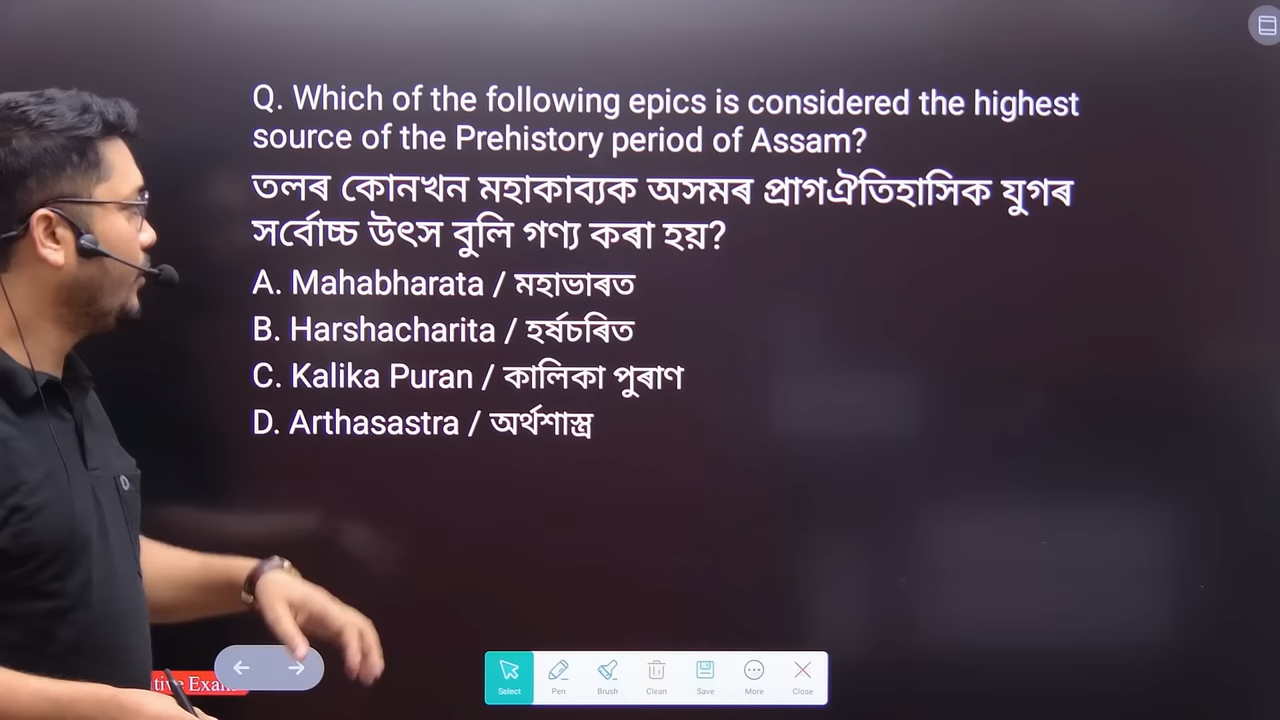 Q. Which of the following epics is considered the highest
source of the Prehistory period of Assam?
তলৰ কোনখন মহাকাব্যক অসমৰ প্ৰাগঐতিহাসিক যুগৰ
সৰ্বোচ্চ উৎস বুলি গণ্য কৰা হয়?
A. Mahabharata / মহাভাৰত
B. Harshacharita / হৰ্ষচৰিত
C. Kalika Puran / কালিকা পুৰাণ
D. Arthasastra / অৰ্থশাস্ত্ৰ
Select Pen Brush Clean Save More Close